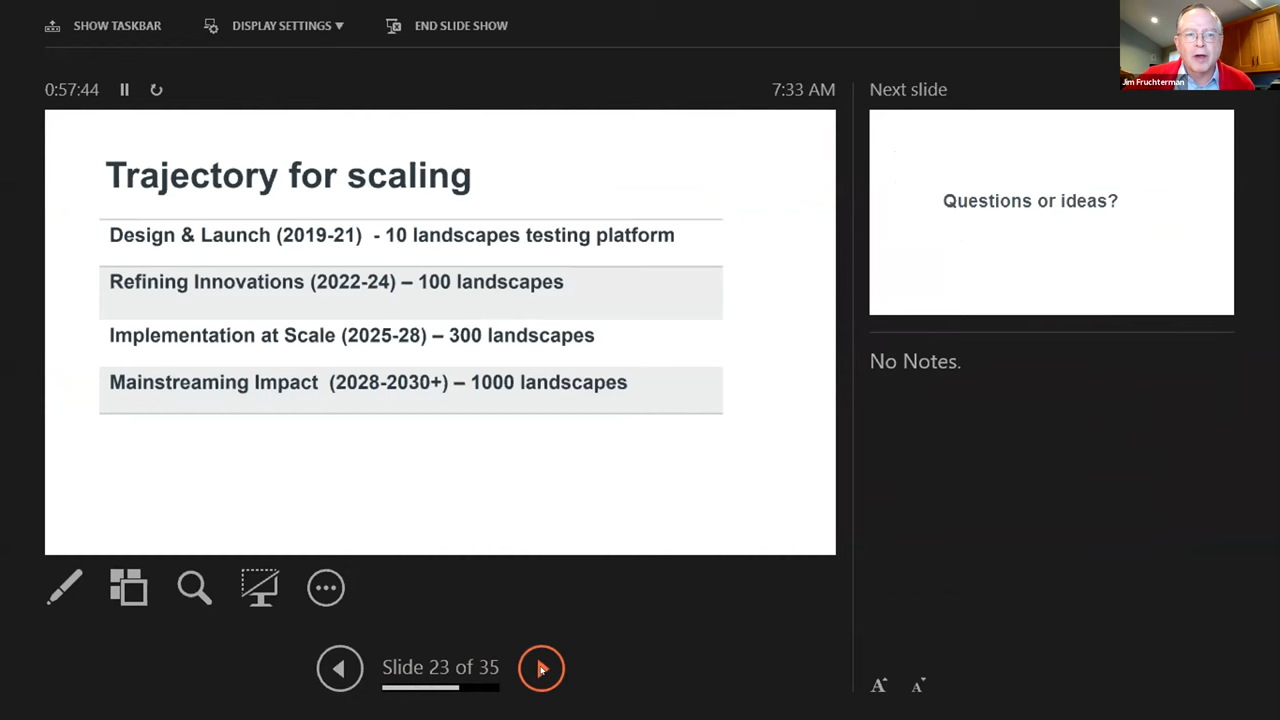 SHOW TASKBAR DISPLAY SETTINGS ▼ END SLIDE SHOW
Jim Fruchterman
0:57:44 7:33 AM
Next slide
Trajectory for scaling
Design & Launch (2019-21) - 10 landscapes testing platform
Refining Innovations (2022-24) – 100 landscapes
Implementation at Scale (2025-28) – 300 landscapes
Mainstreaming Impact (2028-2030+) – 1000 landscapes
Questions or ideas?
No Notes.
Slide 23 of 35
A A